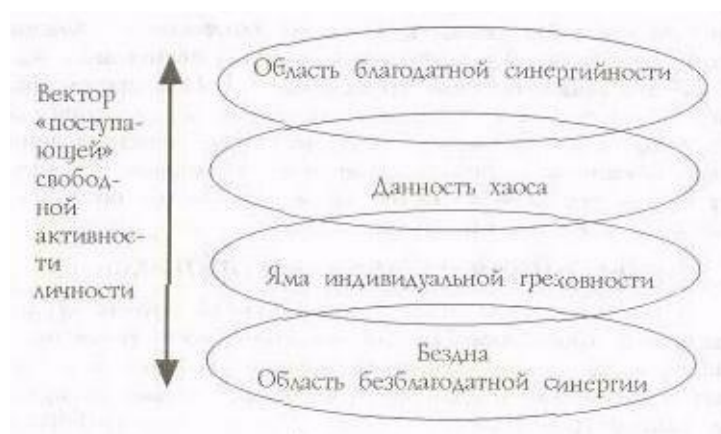 Вектор
«поступа-
ющей»
свобод-
ной
активнос-
ти
личности
Область благодатной синергийности
Данность хаоса
Яма индивидуальной греховности
Бездна
Область безблагодатной синергии